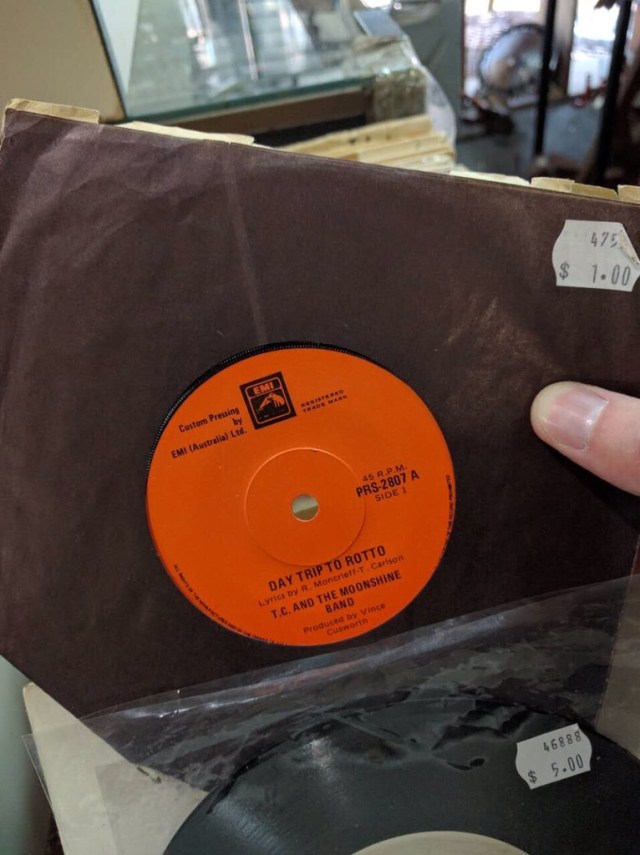 475
$ 1.00
EMI
REGISTERED
TRADE MARK
Custom Pressing
by
EMI (Australia) Ltd.
45 R.P.M.
PRS-2807 A
SIDE 1
DAY TRIP TO ROTTO
Lyrics by R. Moncrieff-T. Carlson
T.C. AND THE MOONSHINE
BAND
Produced by Vince
Cusworth
46888
$ 5.00